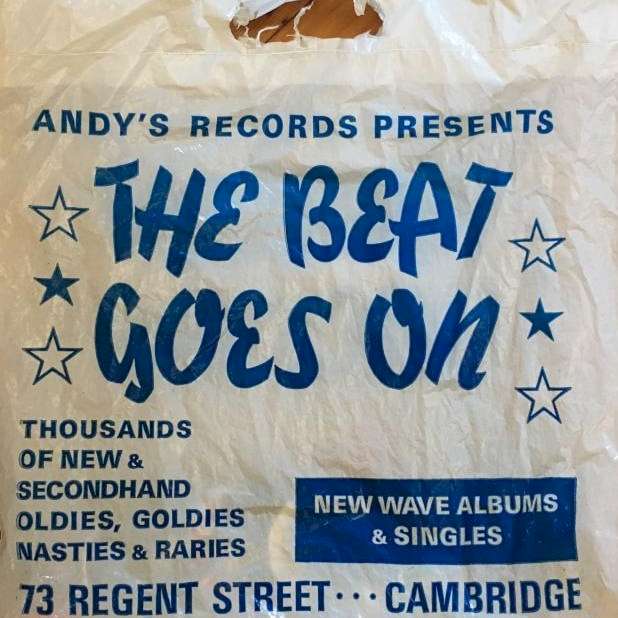 ANDY'S RECORDS PRESENTS
THE BEAT
GOES ON
THOUSANDS
OF NEW &
SECONDHAND
OLDIES, GOLDIES
NASTIES & RARIES
NEW WAVE ALBUMS
& SINGLES
73 REGENT STREET··· CAMBRIDGE